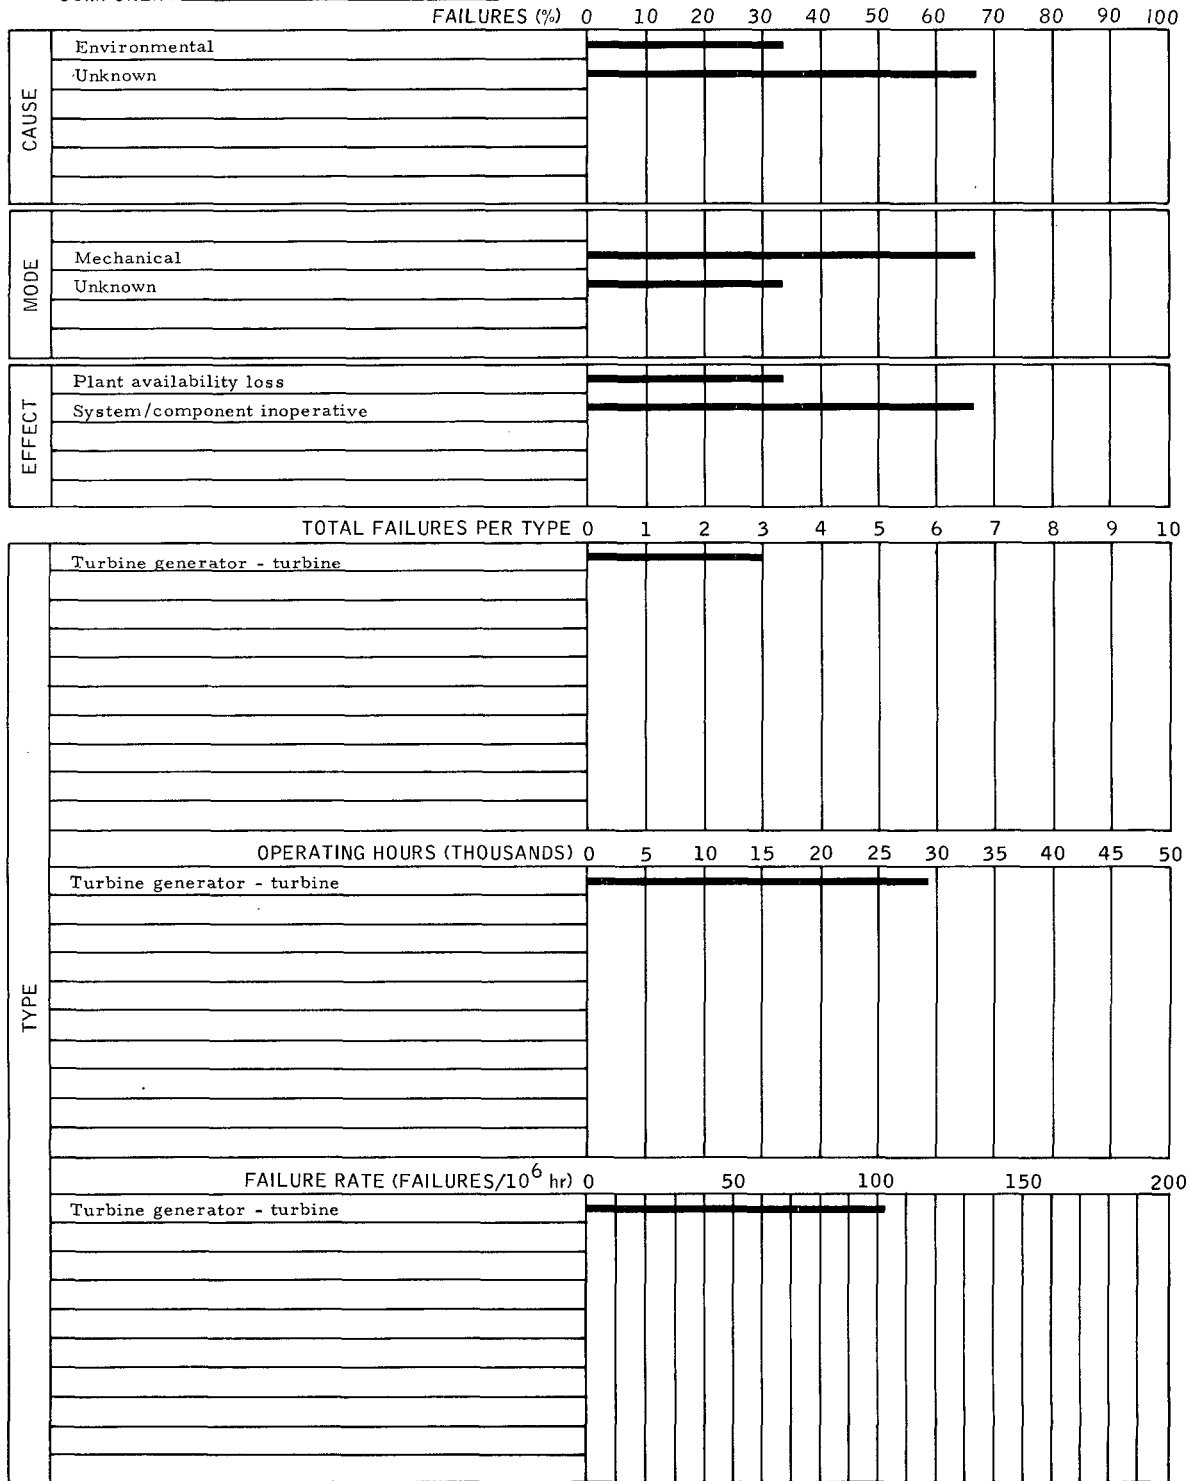 FAILURES (%) 0 10 20 30 40 50 60 70 80 90 100
CAUSE
Environmental
Unknown
MODE
Mechanical
Unknown
EFFECT
Plant availability loss
System/component inoperative
TOTAL FAILURES PER TYPE 0 1 2 3 4 5 6 7 8 9 10
TYPE
Turbine generator - turbine
OPERATING HOURS (THOUSANDS) 0 5 10 15 20 25 30 35 40 45 50
Turbine generator - turbine
FAILURE RATE (FAILURES/10⁶ hr) 0 50 100 150 200
Turbine generator - turbine